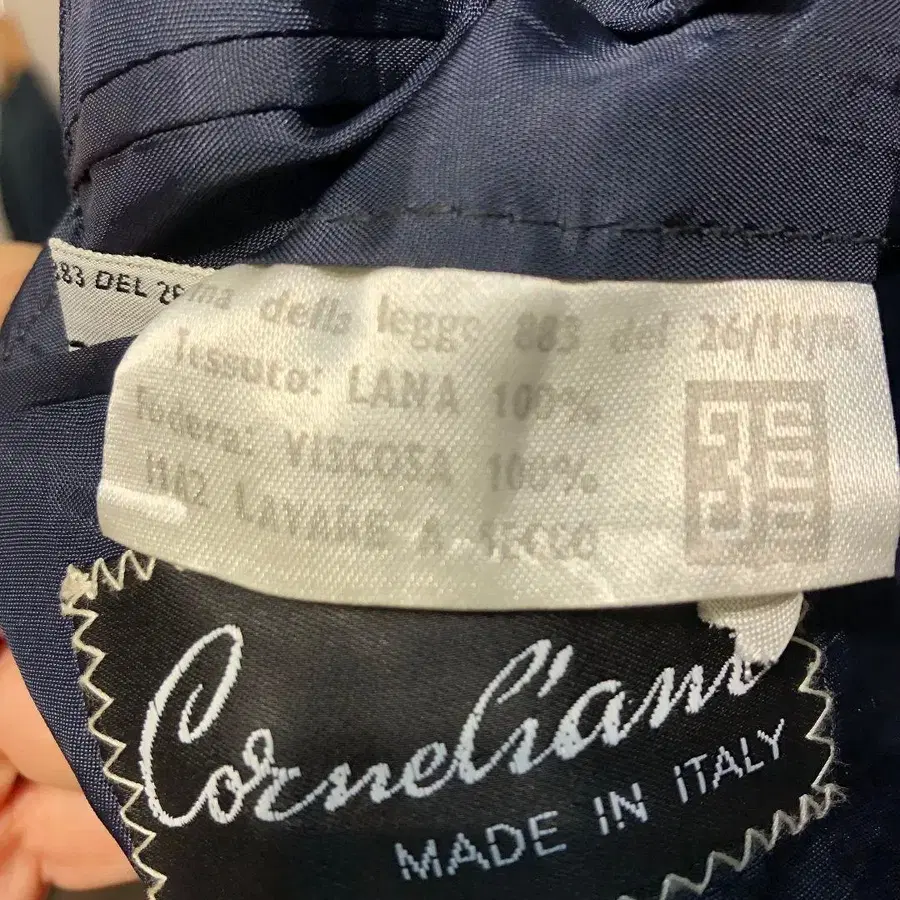 883 DEL 26
della legge 883 del 26/11/
Tessuto: LANA 100%
Fodera: VISCOSA 100%
LAVARE A SECCO
Corneliani
MADE IN ITALY